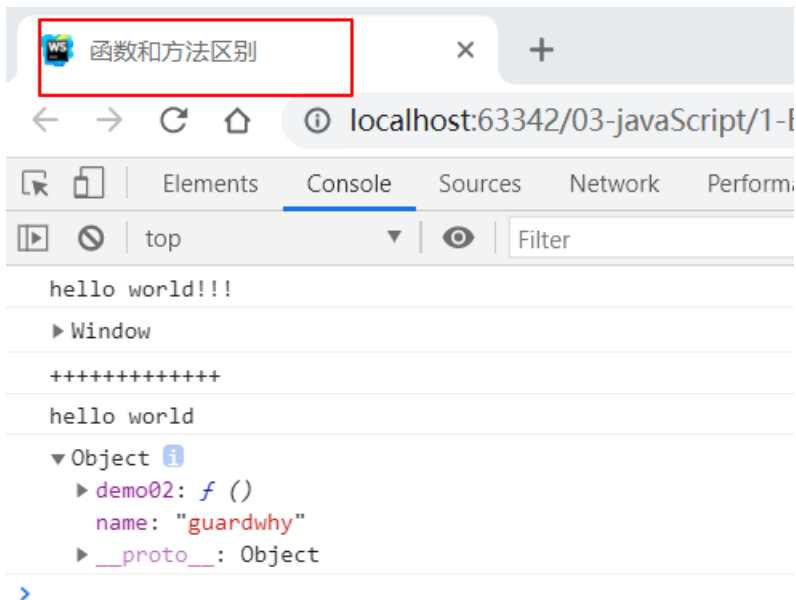 WS 函数和方法区别
localhost:63342/03-javaScript/1-
Elements Console Sources Network Performa
top Filter
hello world!!!
Window
+++++++++++++
hello world
Object i
demo02: ƒ ()
name: "guardwhy"
__proto__: Object